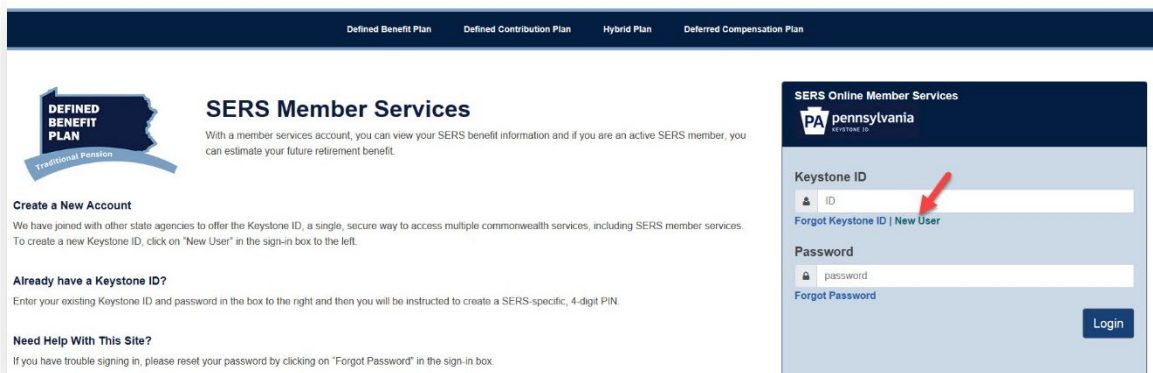 Defined Benefit Plan Defined Contribution Plan Hybrid Plan Deferred Compensation Plan
DEFINED
BENEFIT
PLAN
Traditional Pension
SERS Member Services
With a member services account, you can view your SERS benefit information and if you are an active SERS member, you
can estimate your future retirement benefit.
Create a New Account
We have joined with other state agencies to offer the Keystone ID, a single, secure way to access multiple commonwealth services, including SERS member services.
To create a new Keystone ID, click on "New User" in the sign-in box to the left.
Already have a Keystone ID?
Enter your existing Keystone ID and password in the box to the right and then you will be instructed to create a SERS-specific, 4-digit PIN.
Need Help With This Site?
If you have trouble signing in, please reset your password by clicking on "Forgot Password" in the sign-in box.
SERS Online Member Services
PA pennsylvania
KEYSTONE ID
Keystone ID
ID
Forgot Keystone ID | New User
Password
password
Forgot Password
Login